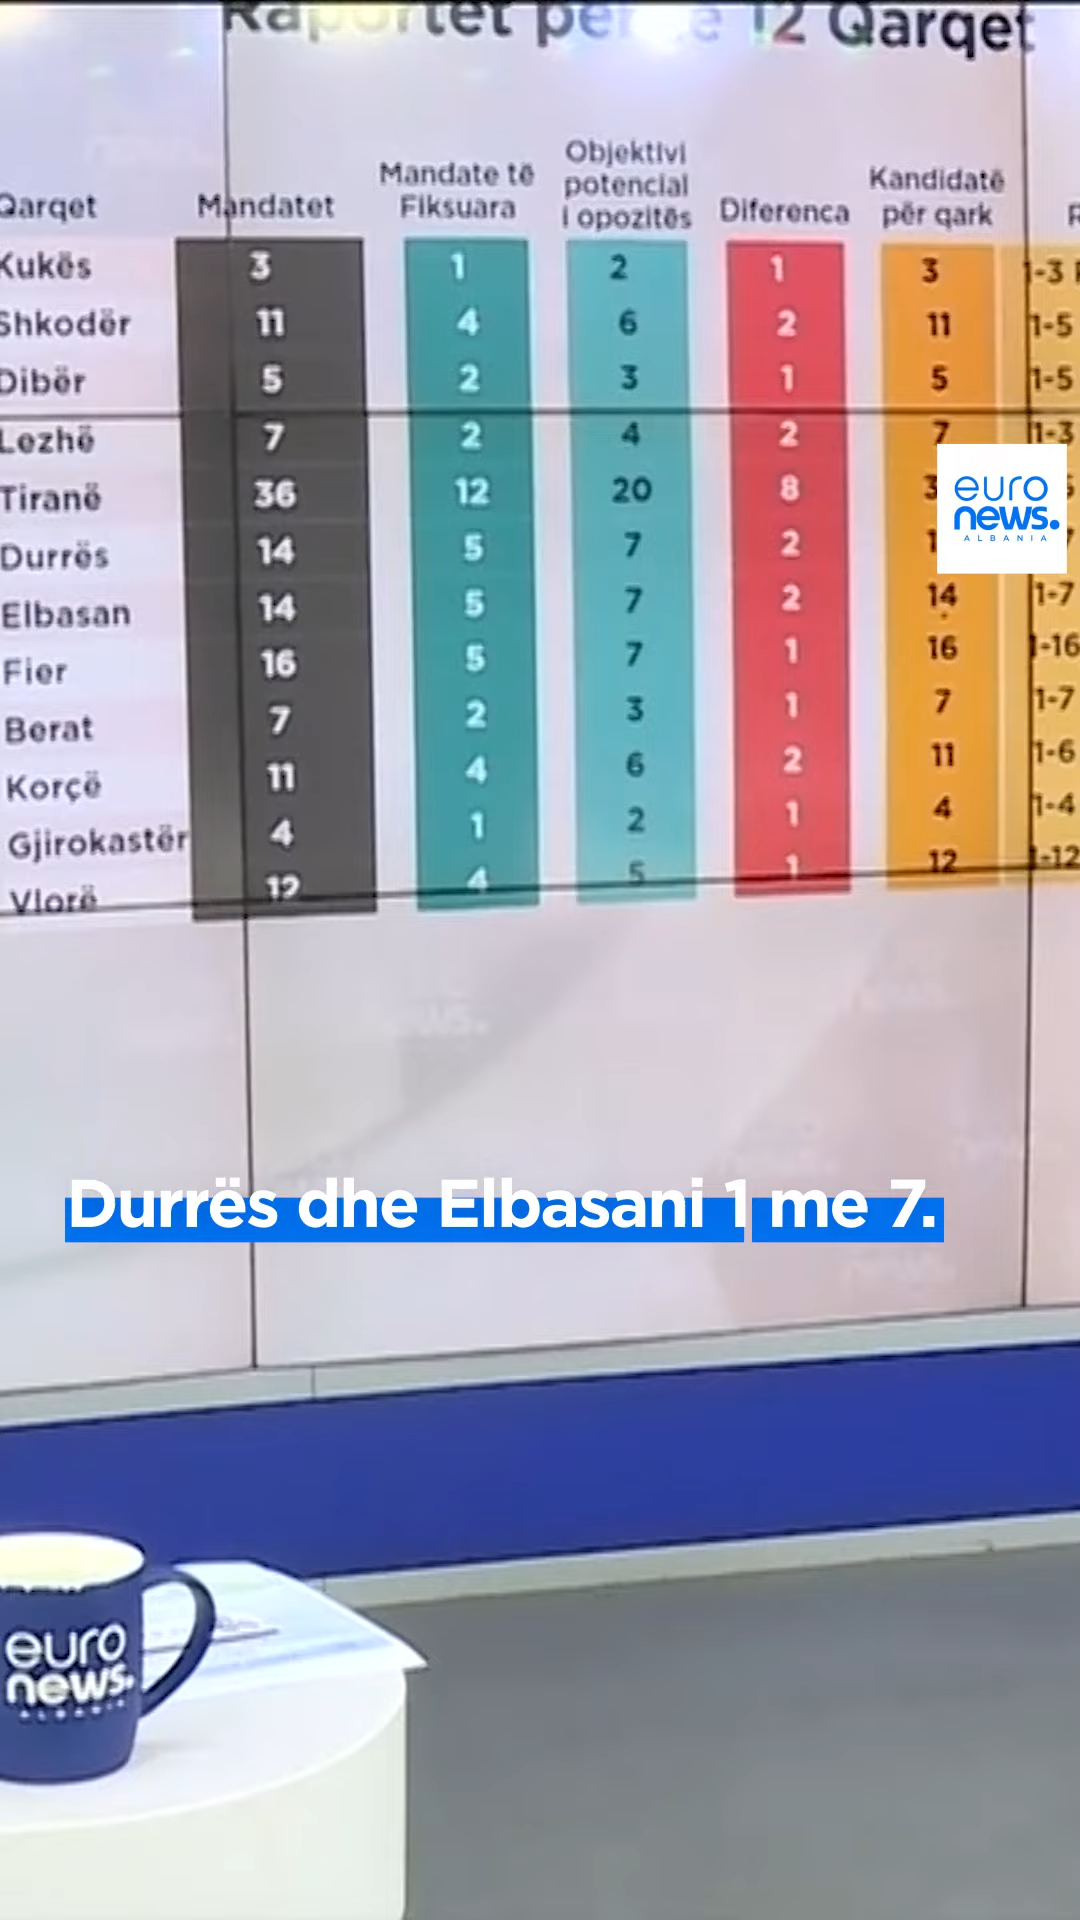 Raportet për 12 Qarqet
Qarqet Mandatet Mandate të Fiksuara Objektivi potencial i opozitës Diferenca Kandidatë për qark
Kukës 3 1 2 1 3 1-3
Shkodër 11 4 6 2 11 1-5
Dibër 5 2 3 1 5 1-5
Lezhë 7 2 4 2 7 1-3
Tiranë 36 12 20 8
Durrës 14 5 7 2
Elbasan 14 5 7 2 14 1-7
Fier 16 5 7 1 16 1-16
Berat 7 2 3 1 7 1-7
Korçë 11 4 6 2 11 1-6
Gjirokastër 4 1 2 1 4 1-4
Vlorë 12 4 5 1 12 1-12
euro
news.
ALBANIA
Durrës dhe Elbasani 1 me 7.
euro
news.
ALBANIA